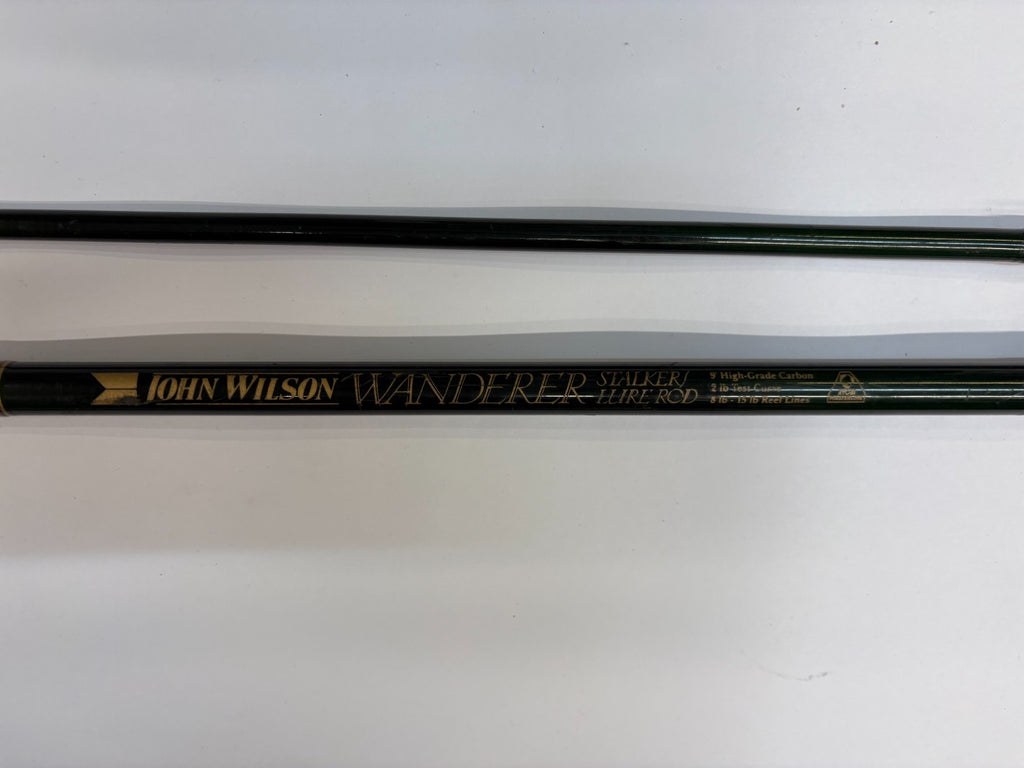 JOHN WILSON WANDERER STALKER/
LURE ROD
9' High-Grade Carbon
2 lb Test Curve
8 lb - 15 lb Reel Lines